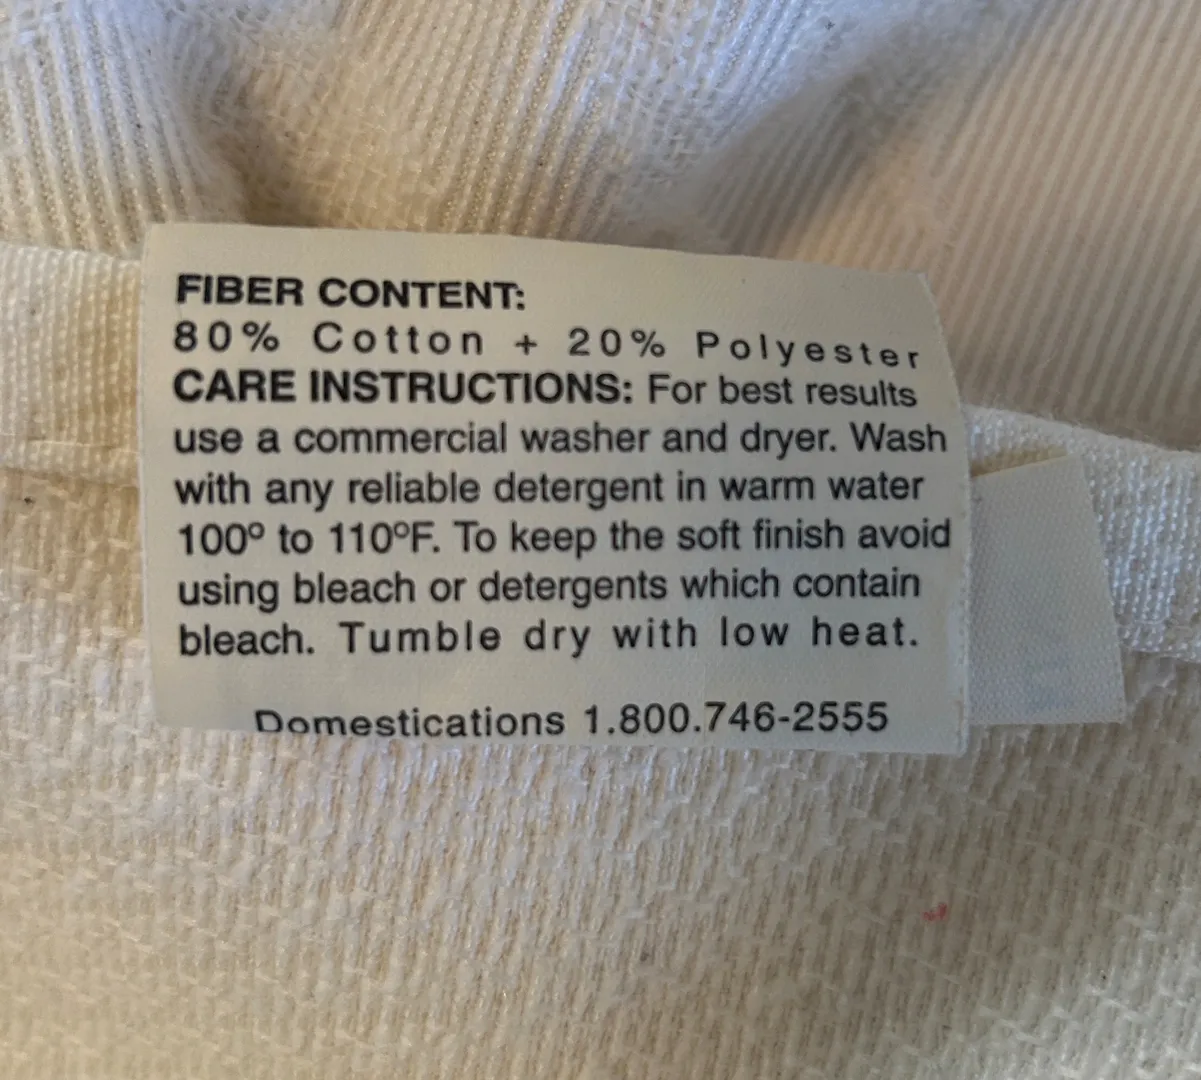 FIBER CONTENT:
80% Cotton + 20% Polyester
CARE INSTRUCTIONS: For best results
use a commercial washer and dryer. Wash
with any reliable detergent in warm water
100º to 110ºF. To keep the soft finish avoid
using bleach or detergents which contain
bleach. Tumble dry with low heat.
Domestications 1.800.746-2555